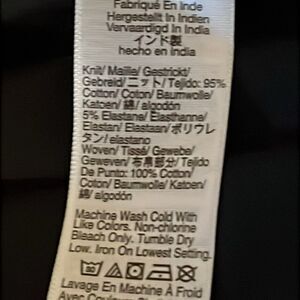 Fabriqué En Inde
Hergestellt In Indien
Vervaardigd In India
インド製
hecho en India
Knit/ Maille/ Gestrickt/
Gebreid/ニット/ Tejido: 95%
Cotton/ Coton/ Baumwolle/
Katoen/ 綿/ algodón
5% Elastane/ Elasthanne/
Elastan/ Elastaan/ポリウレ
タン/ elastano
Woven/ Tissé/ Gewebe/
Geweven/ 布帛部分/ Tejido
De Punto: 100% Cotton/
Coton/ Baumwolle/ Katoen/
綿/ algodón
Machine Wash Cold With
Like Colors. Non-chlorine
Bleach Only. Tumble Dry
Low. Iron On Lowest Setting.
Lavage En Machine À Froid
Avec